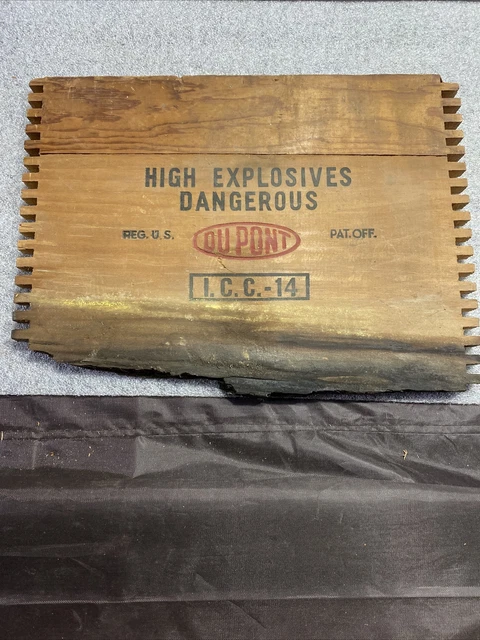 HIGH EXPLOSIVES
DANGEROUS
REG. U.S. DU PONT PAT. OFF.
I. C. C.-14